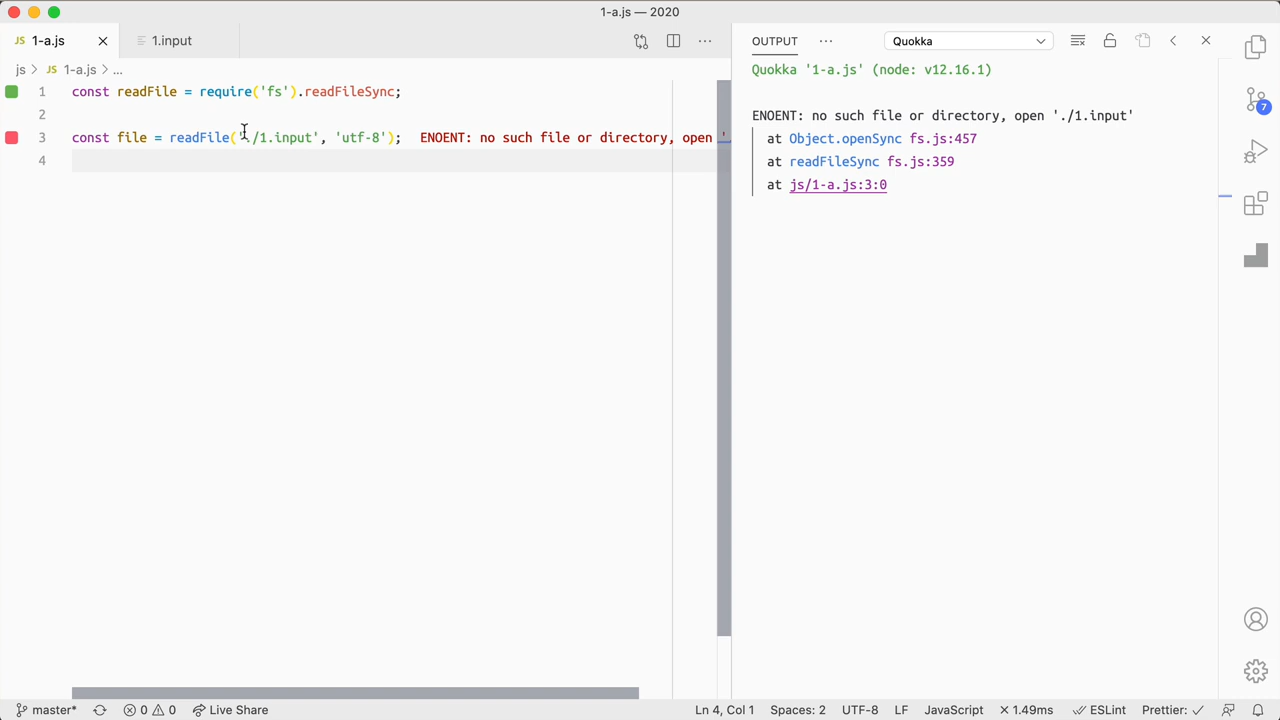 1-a.js — 2020
JS 1-a.js
1.input
OUTPUT
Quokka
js > JS 1-a.js > ...
1 const readFile = require('fs').readFileSync;
2
3 const file = readFile('./1.input', 'utf-8'); ENOENT: no such file or directory, open '.
4
Quokka '1-a.js' (node: v12.16.1)
ENOENT: no such file or directory, open './1.input'
at Object.openSync fs.js:457
at readFileSync fs.js:359
at js/1-a.js:3:0
7
master*
0
0
Live Share
Ln 4, Col 1
Spaces: 2
UTF-8
LF
JavaScript
× 1.49ms
ESLint
Prettier: ✓